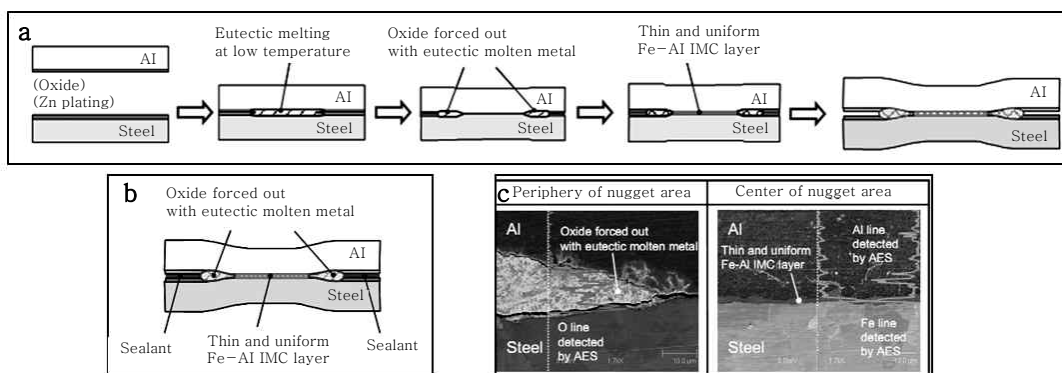 a
Al
(Oxide)
(Zn plating)
Steel
Eutectic melting
at low temperature
Al
Steel
Oxide forced out
with eutectic molten metal
Al
Steel
Thin and uniform
Fe-Al IMC layer
Al
Steel
Al
Steel
b
Oxide forced out
with eutectic molten metal
Al
Steel
Sealant
Thin and uniform
Fe-Al IMC layer
Sealant
c
Periphery of nugget area
Center of nugget area
Al
Oxide forced out
with eutectic molten metal
O line
detected
by AES
Steel
Al
Thin and uniform
Fe-Al IMC layer
Al line
detected
by AES
Steel
Fe line
detected
by AES